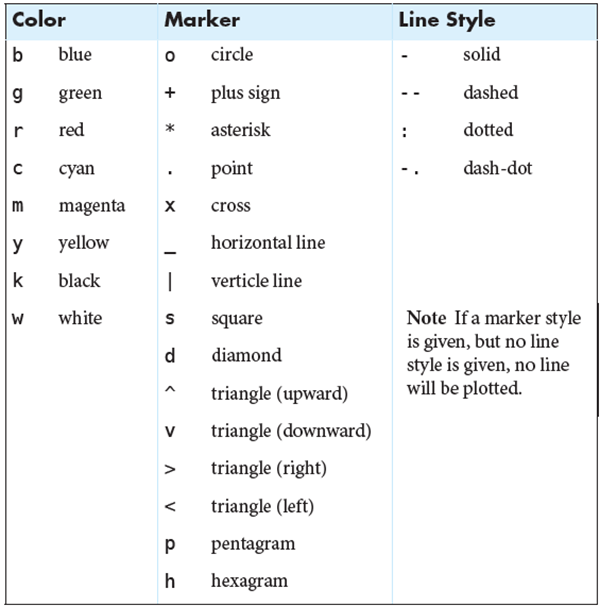 Color Marker Line Style
b blue o circle - solid
g green + plus sign -- dashed
r red * asterisk : dotted
c cyan . point -. dash-dot
m magenta x cross
y yellow _ horizontal line
k black | verticle line
w white s square Note If a marker style
is given, but no line
d diamond style is given, no line
^ triangle (upward) will be plotted.
v triangle (downward)
> triangle (right)
< triangle (left)
p pentagram
h hexagram